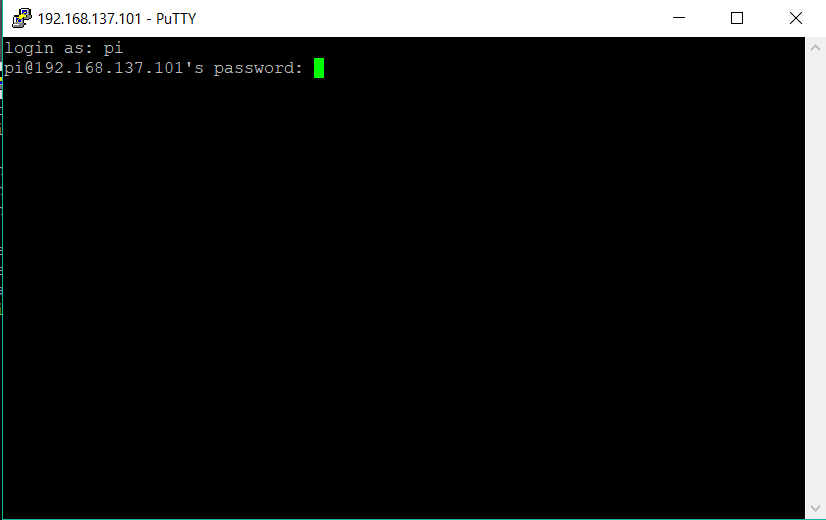 192.168.137.101 - PuTTY
login as: pi
pi@192.168.137.101's password: